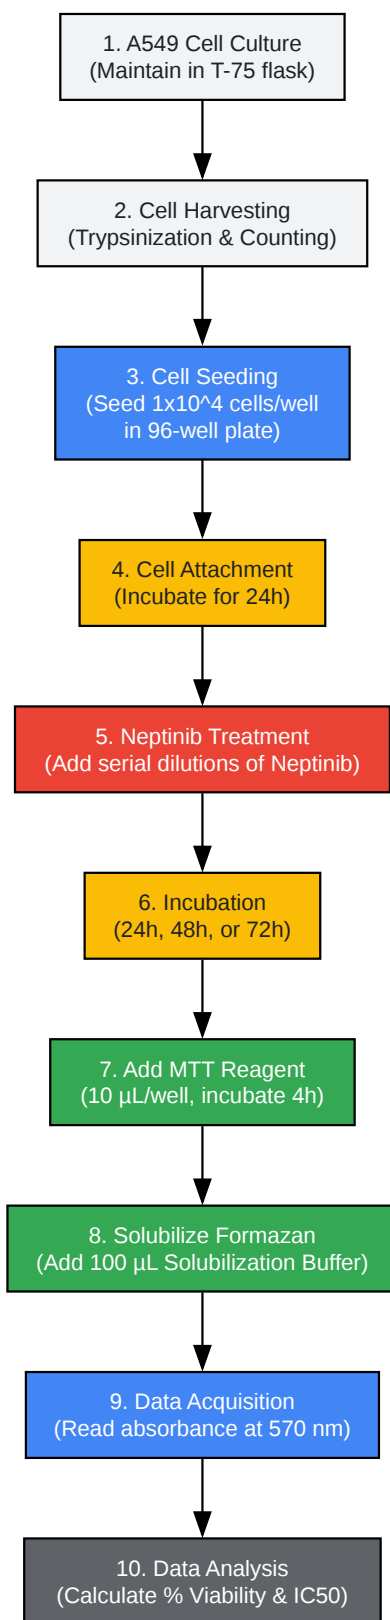 1. A549 Cell Culture
(Maintain in T-75 flask)
2. Cell Harvesting
(Trypsinization & Counting)
3. Cell Seeding
(Seed 1x10^4 cells/well
in 96-well plate)
4. Cell Attachment
(Incubate for 24h)
5. Neptinib Treatment
(Add serial dilutions of Neptinib)
6. Incubation
(24h, 48h, or 72h)
7. Add MTT Reagent
(10 µL/well, incubate 4h)
8. Solubilize Formazan
(Add 100 µL Solubilization Buffer)
9. Data Acquisition
(Read absorbance at 570 nm)
10. Data Analysis
(Calculate % Viability & IC50)